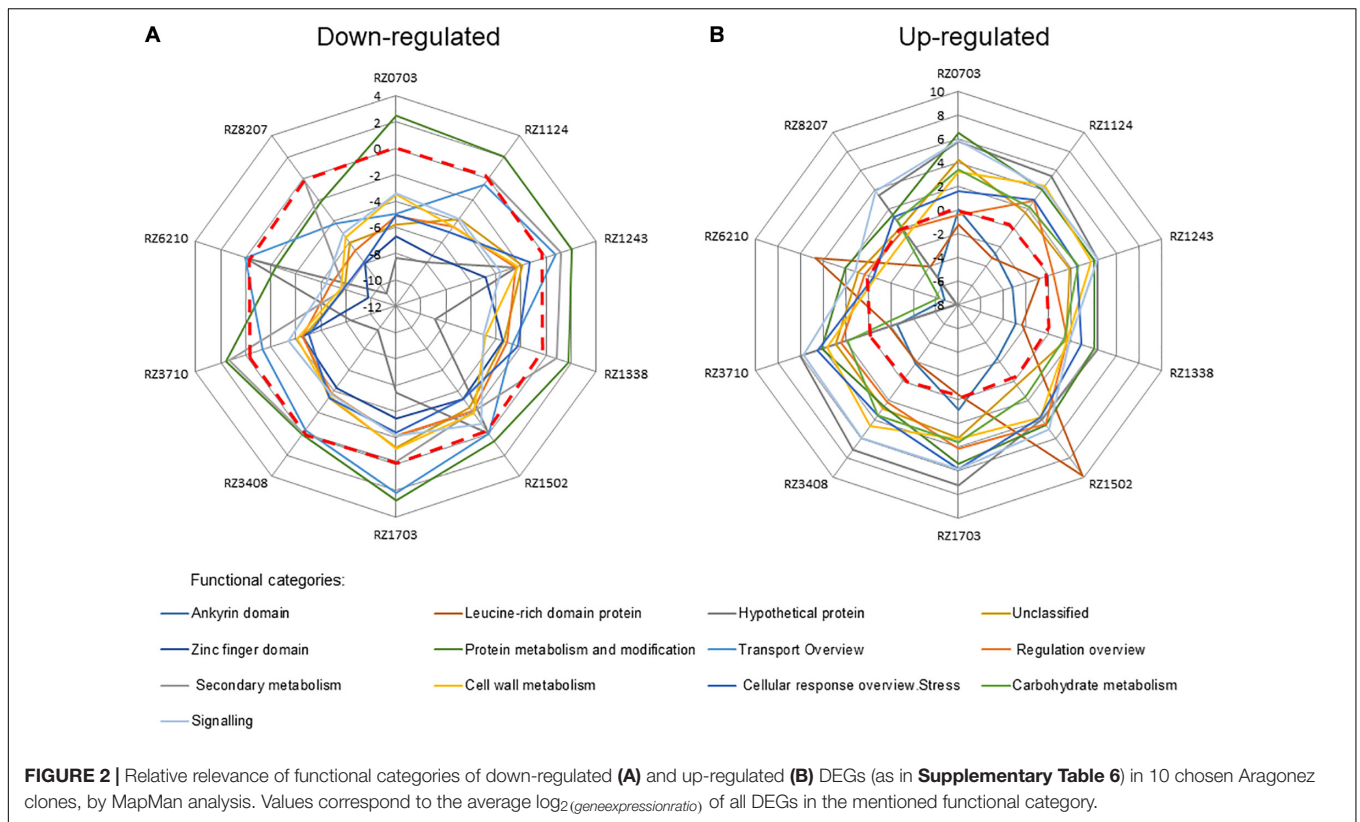 A
Down-regulated
RZ0703
4
2
0
-2
-4
-6
-8
-10
-12
RZ1124
RZ1243
RZ1338
RZ1502
RZ1703
RZ3408
RZ3710
RZ6210
RZ8207
B
Up-regulated
RZ0703
10
8
6
4
2
0
-2
-4
-6
-8
RZ1124
RZ1243
RZ1338
RZ1502
RZ1703
RZ3408
RZ3710
RZ6210
RZ8207
Functional categories:
Ankyrin domain
Leucine-rich domain protein
Hypothetical protein
Unclassified
Zinc finger domain
Protein metabolism and modification
Transport Overview
Regulation overview
Secondary metabolism
Cell wall metabolism
Cellular response overview.Stress
Carbohydrate metabolism
Signalling
FIGURE 2 | Relative relevance of functional categories of down-regulated (A) and up-regulated (B) DEGs (as in Supplementary Table 6) in 10 chosen Aragonez
clones, by MapMan analysis. Values correspond to the average log2(geneexpressionratio) of all DEGs in the mentioned functional category.